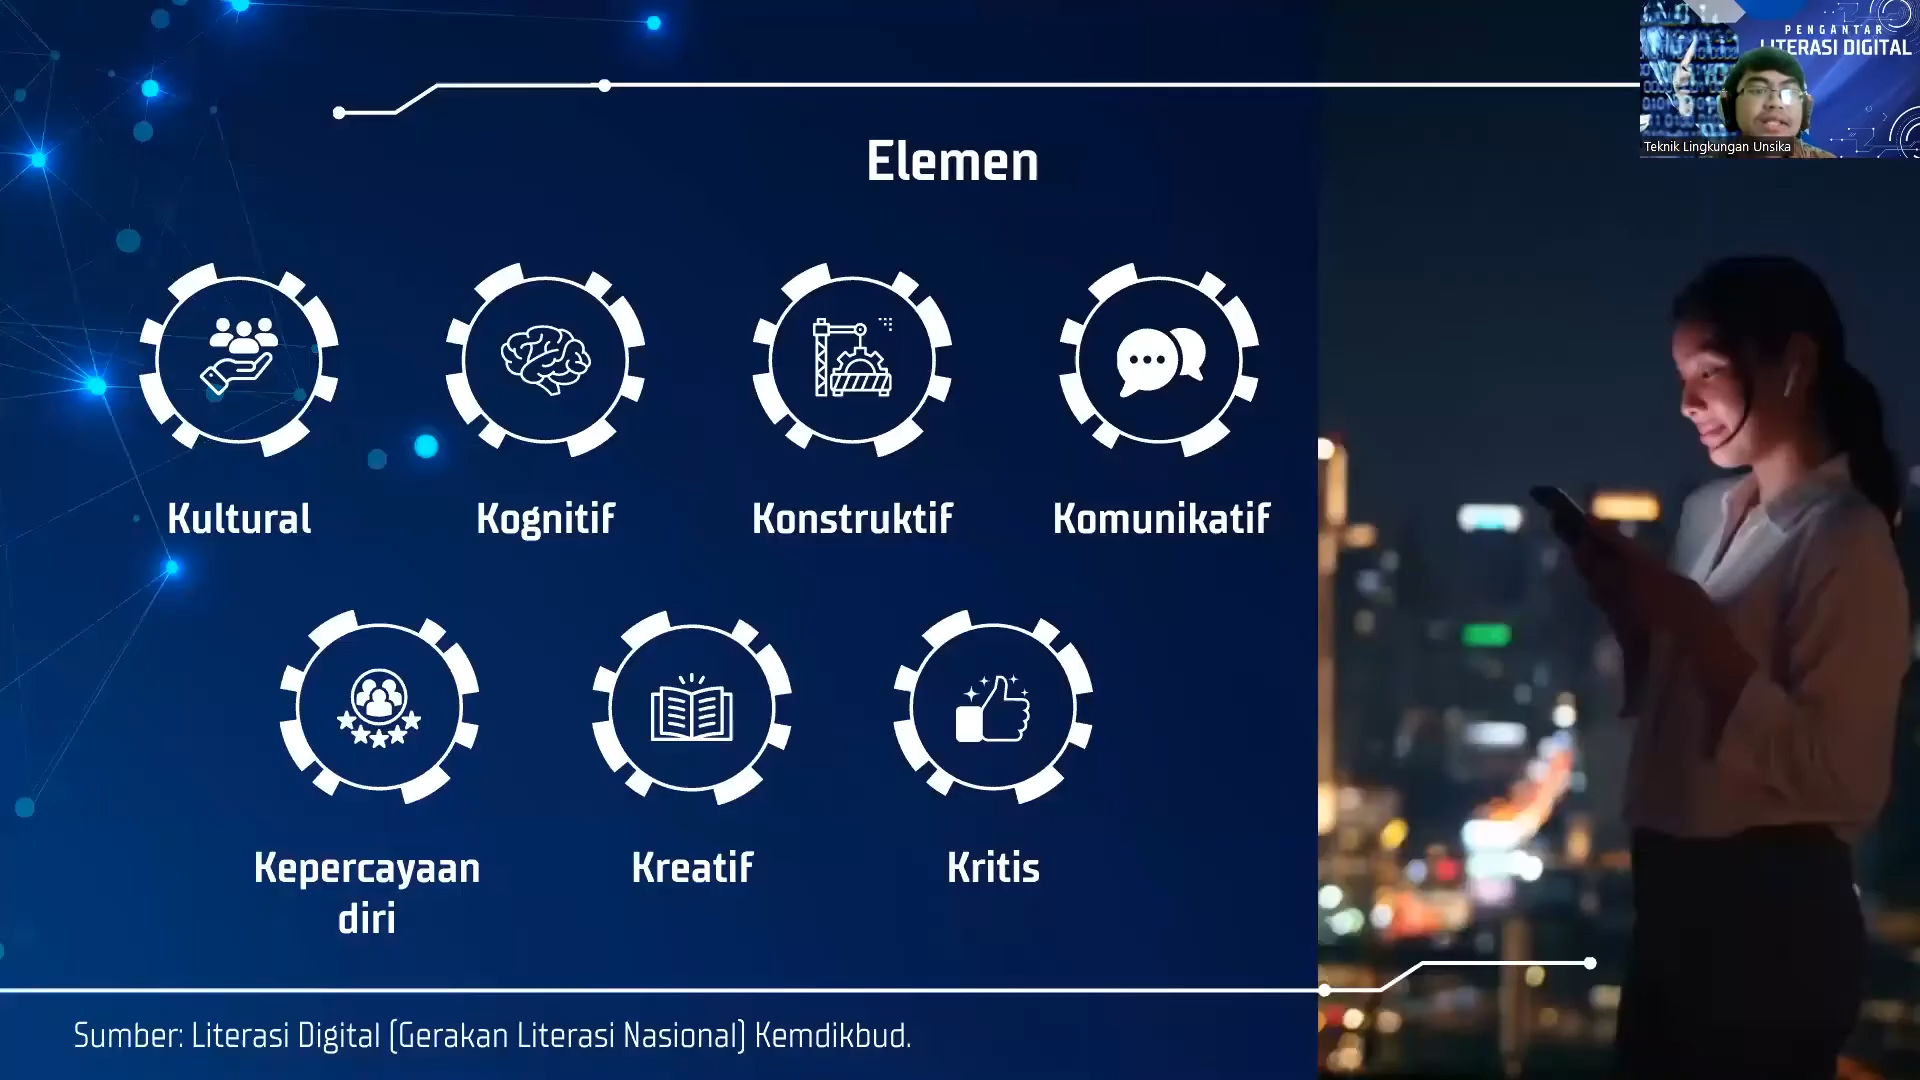 PENGANTAR
LITERASI DIGITAL
Teknik Lingkungan Unsika
Elemen
Kultural
Kognitif
Konstruktif
Komunikatif
Kepercayaan
diri
Kreatif
Kritis
Sumber: Literasi Digital (Gerakan Literasi Nasional) Kemdikbud.